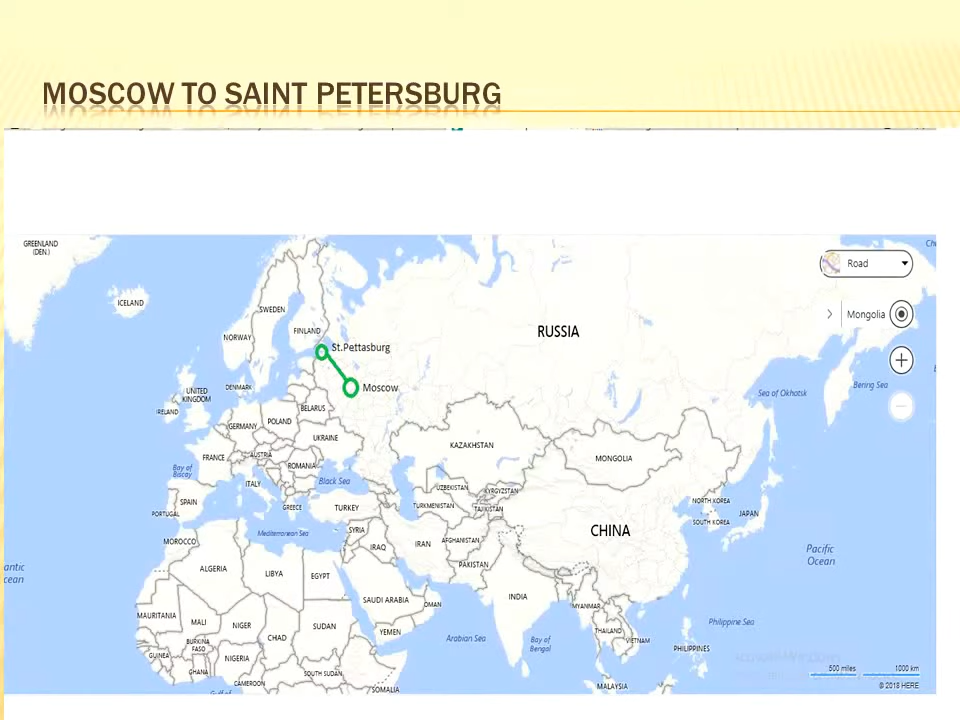 MOSCOW TO SAINT PETERSBURG
GREENLAND
(DEN.)
ICELAND
SWEDEN
FINLAND
NORWAY
RUSSIA
Road
Mongolia
St.Pettasburg
Moscow
DENMARK
UNITED
KINGDOM
IRELAND
Sea of Okhotsk
Bering Sea
BELARUS
POLAND
GERMANY
UKRAINE
FRANCE
AUSTRIA
ROMANIA
KAZAKHSTAN
MONGOLIA
Bay of
Biscay
ITALY
Black Sea
UZBEKISTAN
KYRGYZSTAN
SPAIN
PORTUGAL
GREECE
TURKEY
TURKMENISTAN
TAJIKISTAN
NORTH KOREA
SOUTH KOREA
JAPAN
Mediterranean Sea
SYRIA
IRAQ
IRAN
AFGHANISTAN
CHINA
MOROCCO
Pacific
Ocean
antic
cean
ALGERIA
LIBYA
EGYPT
PAKISTAN
SAUDI ARABIA
OMAN
INDIA
MYANMAR
MAURITANIA
MALI
NIGER
CHAD
SUDAN
YEMEN
Arabian Sea
Bay of
Bengal
THAILAND
VIETNAM
Philippine Sea
PHILIPPINES
BURKINA
FASO
GUINEA
GHANA
NIGERIA
CAMEROON
SOUTH SUDAN
SOMALIA
MALAYSIA
Gulf of
500 miles
1000 km
© 2018 HERE